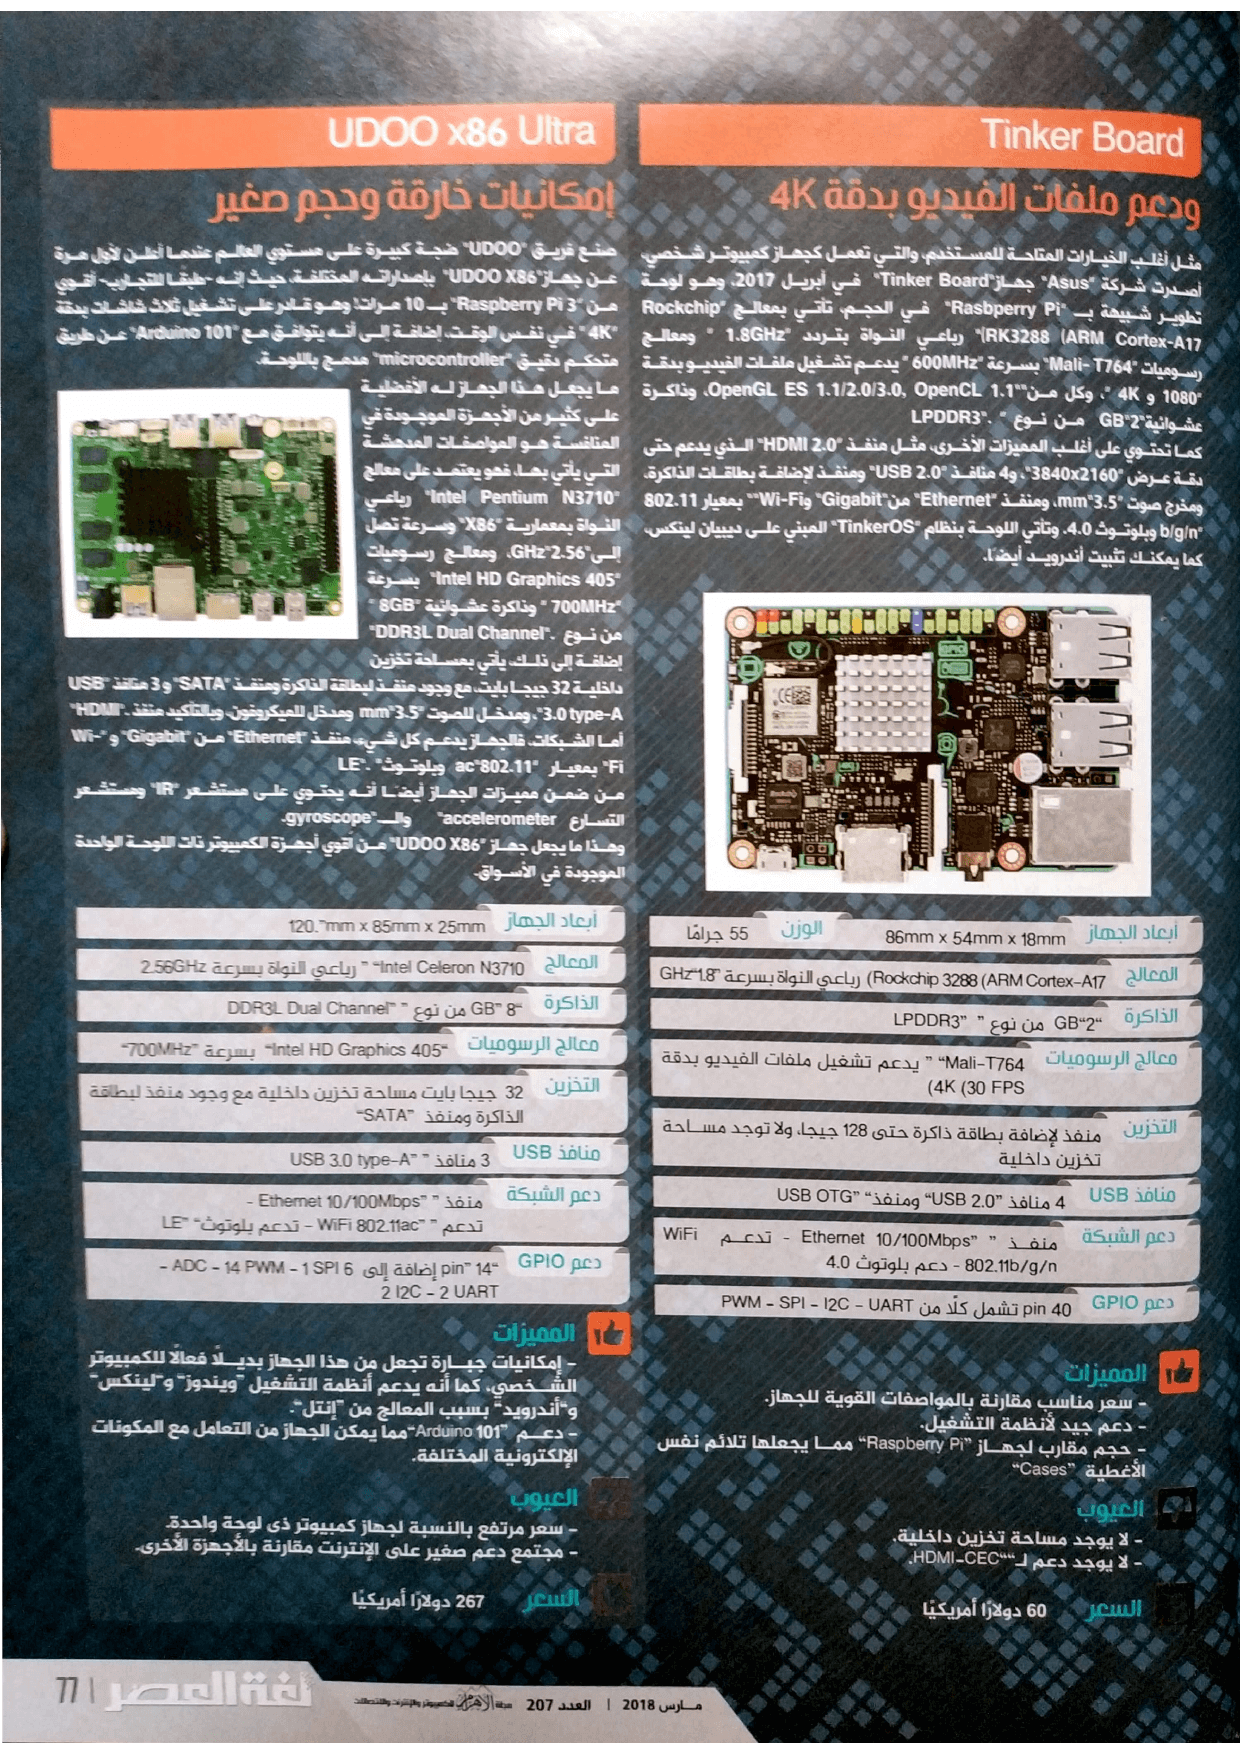 Tinker Board
ودعم ملفات الفيديو بدقة 4K
مثل أغلب الخيارات المتاحة للمستخدم، والتي تعمل كجهاز كمبيوتر شخصي،
أصدرت شركة "Asus" جهاز "Tinker Board" في أبريل 2017، وهو لوحة
تطوير شبيهة بـ "Rasbperry Pi" في الحجم، تأتي بمعالج "Rockchip
RK3288 (ARM Cortex-A17)" رباعي النواة بتردد "1.8GHz" ومعالج
رسوميات "Mali- T764" بسرعة "600MHz" يدعم تشغيل ملفات الفيديو بدقة
"1080 و 4K"، وكل من "OpenGL ES 1.1/2.0/3.0, OpenCL 1.1"، وذاكرة
عشوائية "2"GB من نوع "LPDDR3".
كما تحتوي على أغلب المميزات الأخرى، مثل منفذ "HDMI 2.0" الذي يدعم حتى
دقة عرض "3840x2160"، و4 منافذ "USB 2.0" ومنفذ لإضافة بطاقات الذاكرة،
ومخرج صوت "3.5"mm، ومنفذ "Ethernet" من "Gigabit" و"Wi-Fi" بمعيار 802.11
b/g/n" وبلوتوث 4.0. وتأتي اللوحة بنظام "TinkerOS" المبني على ديبيان لينكس،
كما يمكنك تثبيت أندرويد أيضًا.
أبعاد الجهاز 86mm x 54mm x 18mm الوزن 55 جرامًا
المعالج Rockchip 3288 (ARM Cortex-A17) رباعي النواة بسرعة "1.8"GHz
الذاكرة "2"GB من نوع "LPDDR3"
معالج الرسوميات "Mali-T764" يدعم تشغيل ملفات الفيديو بدقة
4K (30 FPS)
التخزين منفذ لإضافة بطاقة ذاكرة حتى 128 جيجا، ولا توجد مساحة
تخزين داخلية
منافذ USB 4 منافذ "USB 2.0" ومنفذ "USB OTG"
دعم الشبكة منفذ "Ethernet 10/100Mbps" - تدعم WiFi
802.11b/g/n - دعم بلوتوث 4.0
دعم GPIO 40 pin تشمل كلًا من PWM - SPI - I2C - UART
المميزات
- سعر مناسب مقارنة بالمواصفات القوية للجهاز.
- دعم جيد لأنظمة التشغيل.
- حجم مقارب لجهاز "Raspberry Pi" مما يجعلها تلائم نفس
الأغطية "Cases"
العيوب
- لا يوجد مساحة تخزين داخلية.
- لا يوجد دعم لـ"HDMI-CEC".
السعر 60 دولارًا أمريكيًا
UDOO x86 Ultra
إمكانيات خارقة وحجم صغير
صنع فريق "UDOO" ضجة كبيرة على مستوي العالم عندما أعلن لأول مرة
عن جهاز "UDOO X86" بإصداراته المختلفة، حيث إنه -طبقا للتجارب- أقوي
من "Raspberry Pi 3" بـ 10 مرات! وهو قادر على تشغيل ثلاث شاشات بدقة
"4K" في نفس الوقت، إضافة إلى أنه يتوافق مع "Arduino 101" عن طريق
متحكم دقيق "microcontroller" مدمج باللوحة.
ما يجعل هذا الجهاز له الأفضلية
على كثير من الأجهزة الموجودة في
المنافسة هو المواصفات المدهشة
التي يأتي بها، فهو يعتمد على معالج
"Intel Pentium N3710" رباعي
النواة بمعمارية "X86" وسرعة تصل
إلى "2.56"GHz، ومعالج رسوميات
"Intel HD Graphics 405" بسرعة
"700MHz" وذاكرة عشوائية "8GB"
من نوع "DDR3L Dual Channel".
إضافة إلى ذلك، يأتي بمساحة تخزين
داخلية 32 جيجا بايت، مع وجود منفذ لبطاقة الذاكرة ومنفذ "SATA" و 3 منافذ "USB
3.0 type-A"، ومدخل للصوت "3.5"mm ومدخل للميكروفون، وبالتأكيد منفذ "HDMI".
أما الشبكات، فالجهاز يدعم كل شيء، منفذ "Ethernet" من "Gigabit" و "Wi-
Fi" بمعيار "802.11"ac وبلوتوث "LE".
من ضمن مميزات الجهاز أيضًا أنه يحتوي على مستشعر "IR" ومستشعر
التسارع "accelerometer" والـ"gyroscope".
وهذا ما يجعل جهاز "UDOO X86" من اقوي أجهزة الكمبيوتر ذات اللوحة الواحدة
الموجودة في الأسواق.
أبعاد الجهاز 120."mm x 85mm x 25mm
المعالج "Intel Celeron N3710" رباعي النواة بسرعة 2.56GHz
الذاكرة "8"GB من نوع "DDR3L Dual Channel"
معالج الرسوميات "Intel HD Graphics 405" بسرعة "700MHz"
التخزين 32 جيجا بايت مساحة تخزين داخلية مع وجود منفذ لبطاقة
الذاكرة ومنفذ "SATA"
منافذ USB 3 منافذ "USB 3.0 type-A"
دعم الشبكة منفذ "Ethernet 10/100Mbps" -
تدعم "WiFi 802.11ac" - تدعم بلوتوث "LE"
دعم GPIO "14" pin إضافة إلى 6 ADC - 14 PWM - 1 SPI -
2 I2C - 2 UART
المميزات
- إمكانيات جبارة تجعل من هذا الجهاز بديلًا فعالًا للكمبيوتر
الشخصي، كما أنه يدعم أنظمة التشغيل "ويندوز" و"لينكس"
و"أندرويد" بسبب المعالج من "إنتل".
- دعم "Arduino 101" مما يمكن الجهاز من التعامل مع المكونات
الإلكترونية المختلفة.
العيوب
- سعر مرتفع بالنسبة لجهاز كمبيوتر ذى لوحة واحدة.
- مجتمع دعم صغير على الإنترنت مقارنة بالأجهزة الأخرى.
السعر 267 دولارًا أمريكيًا
مارس 2018 | العدد 207 مجلة الأهرام للكمبيوتر والإنترنت والاتصالات
لغة العصر | 77